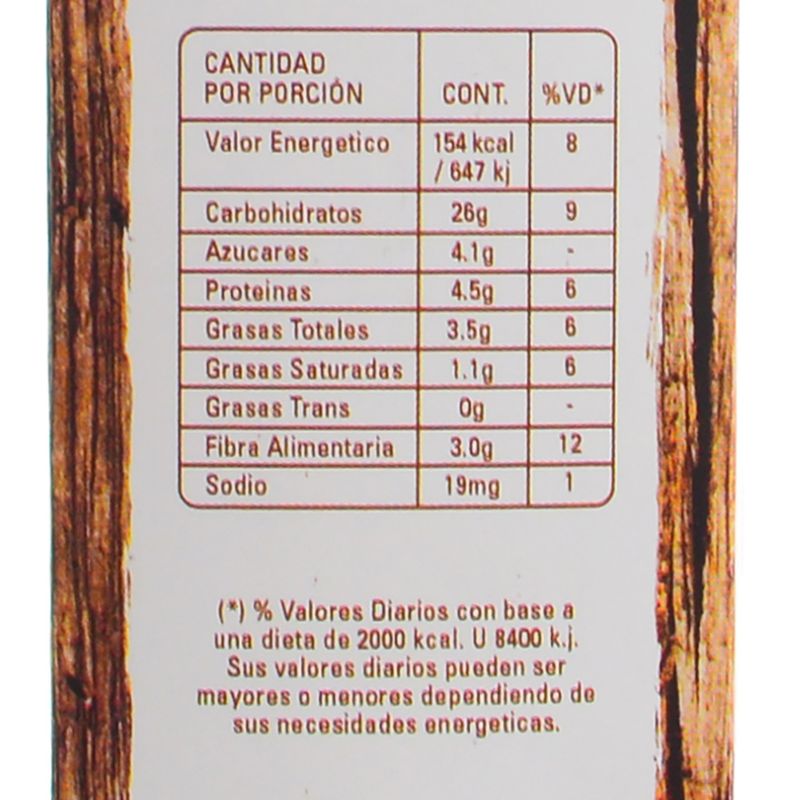 CANTIDAD
POR PORCIÓN CONT. %VD*
Valor Energetico 154 kcal 8
/ 647 kj
Carbohidratos 26g 9
Azucares 4.1g -
Proteinas 4.5g 6
Grasas Totales 3.5g 6
Grasas Saturadas 1.1g 6
Grasas Trans 0g -
Fibra Alimentaria 3.0g 12
Sodio 19mg 1
(*) % Valores Diarios con base a
una dieta de 2000 kcal. U 8400 k.j.
Sus valores diarios pueden ser
mayores o menores dependiendo de
sus necesidades energeticas.